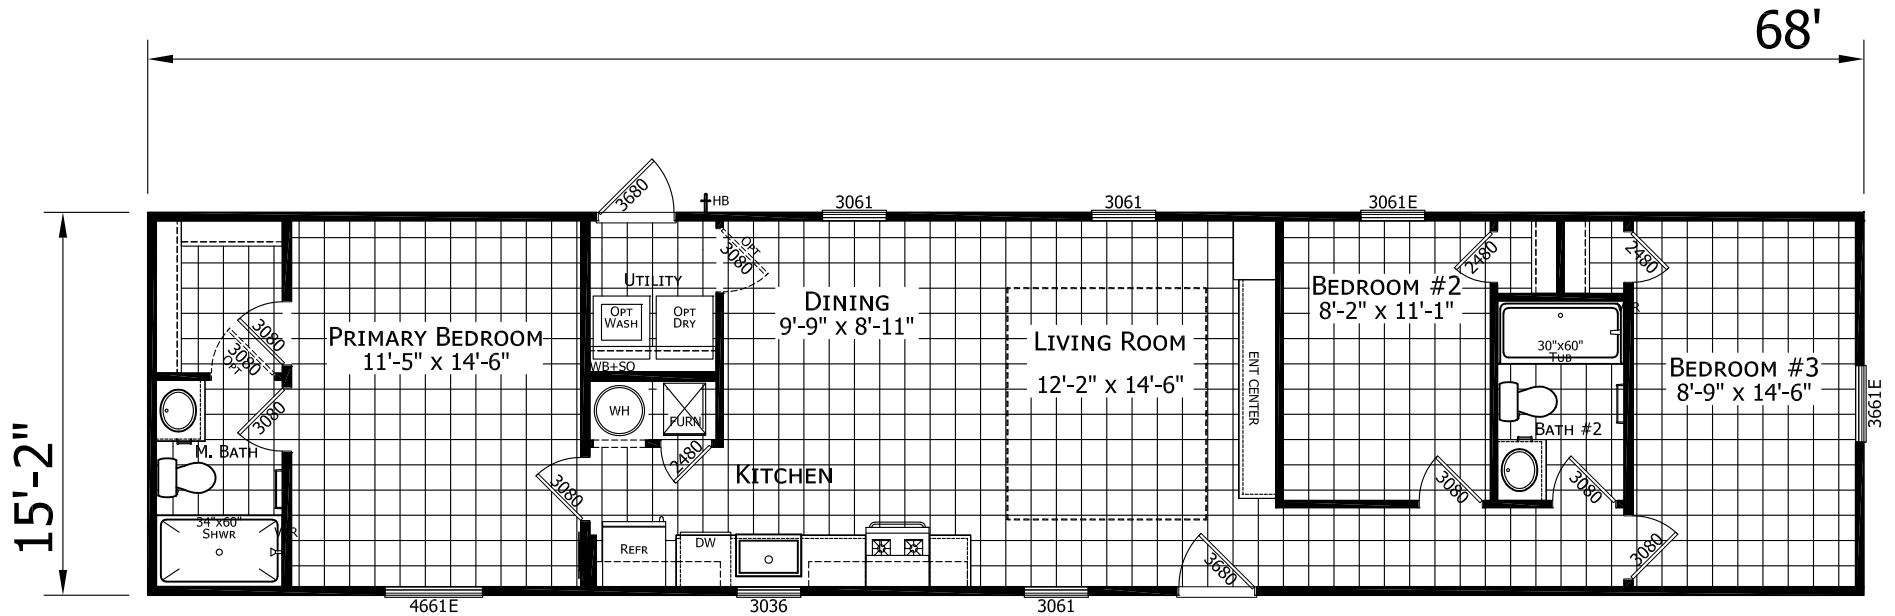 68'
15'-2"
3680
HB
3061
3061
3061E
OPT
3080
UTILITY
OPT
WASH
OPT
DRY
WB+SO
DINING
9'-9" x 8'-11"
PRIMARY BEDROOM
11'-5" x 14'-6"
3080
3080
OPT
3080
M. BATH
34"x60"
SHWR
WH
FURN
2480
KITCHEN
3080
REFR
DW
LIVING ROOM
12'-2" x 14'-6"
ENT CENTER
BEDROOM #2
8'-2" x 11'-1"
2480
2480
30"x60"
TUB
BATH #2
BEDROOM #3
8'-9" x 14'-6"
3661E
3080
3080
3080
3680
4661E
3036
3061